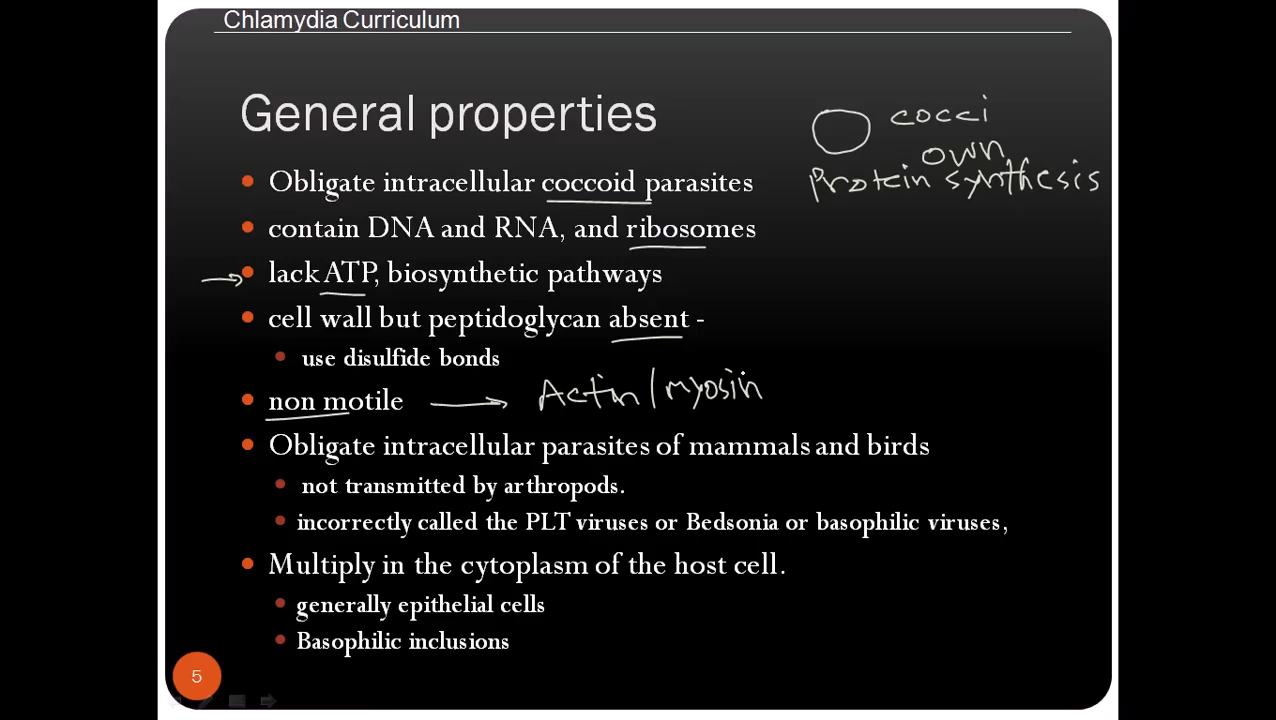 Chlamydia Curriculum
General properties
cocci
own
Protein synthesis
Obligate intracellular coccoid parasites
contain DNA and RNA, and ribosomes
lack ATP, biosynthetic pathways
cell wall but peptidoglycan absent -
use disulfide bonds
non motile
Actin/myosin
Obligate intracellular parasites of mammals and birds
not transmitted by arthropods.
incorrectly called the PLT viruses or Bedsonia or basophilic viruses,
Multiply in the cytoplasm of the host cell.
generally epithelial cells
Basophilic inclusions
5